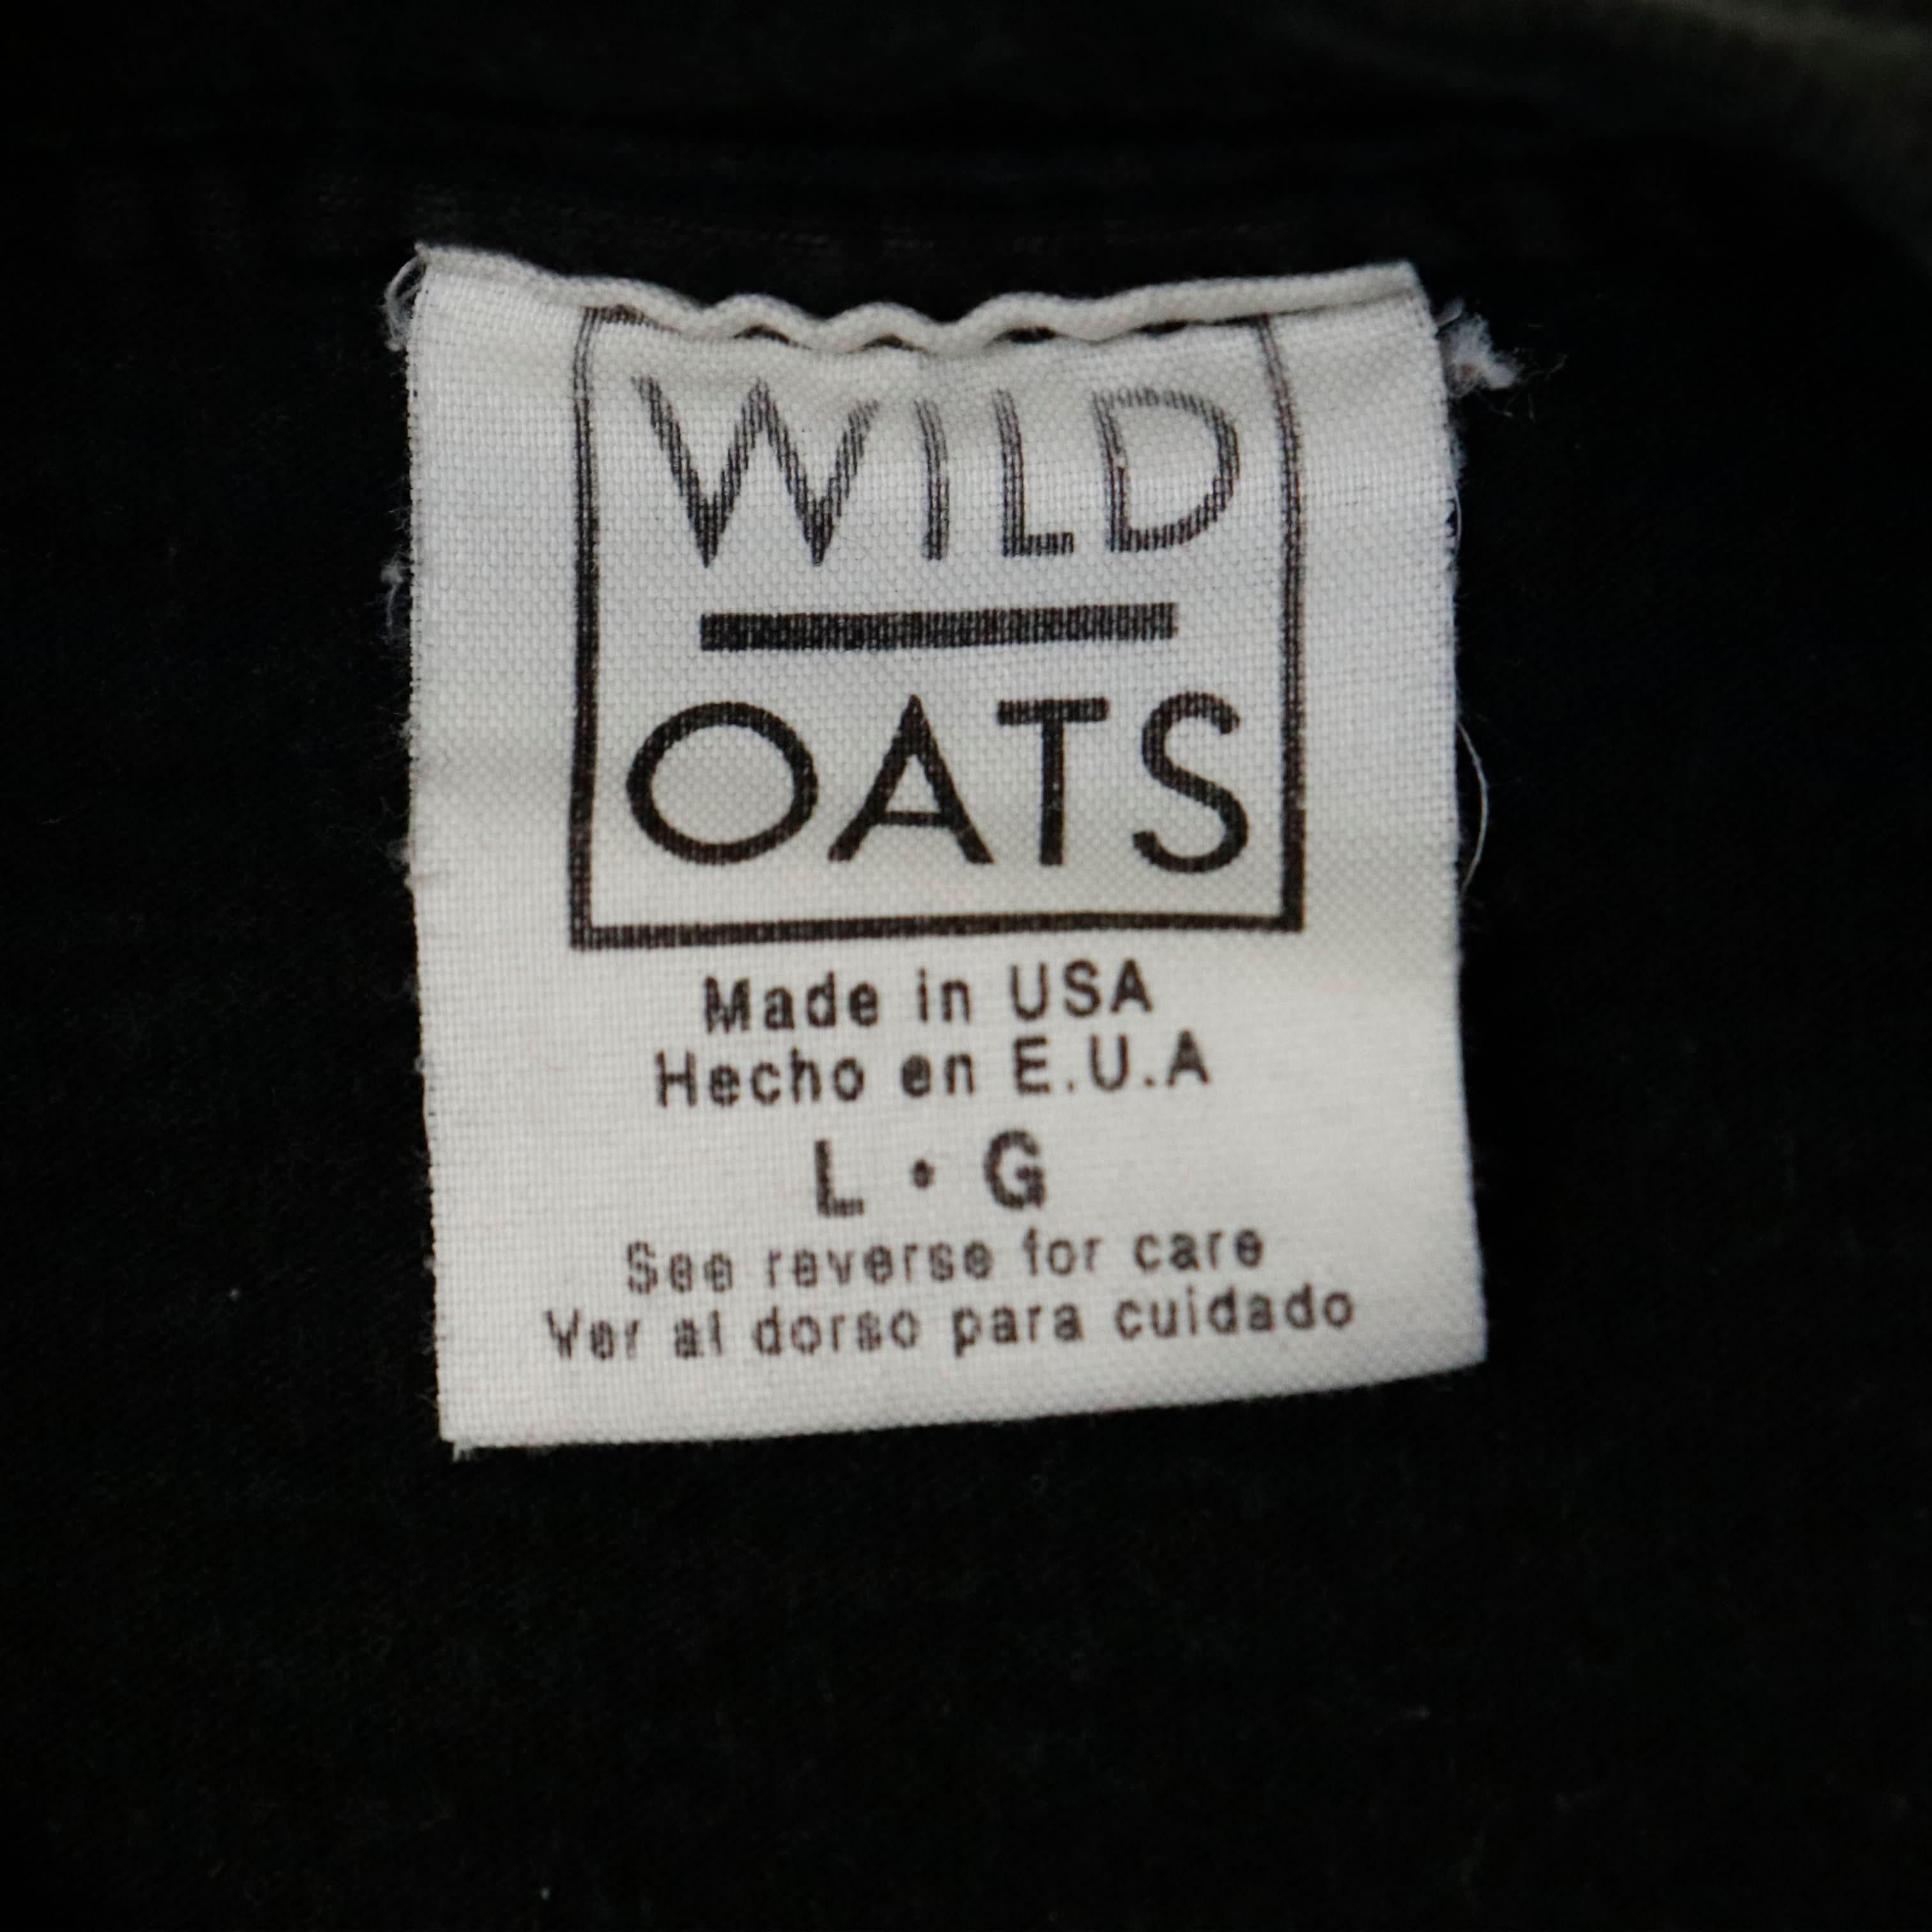 WILD
OATS
Made in USA
Hecho en E.U.A
L • G
See reverse for care
Ver al dorso para cuidado